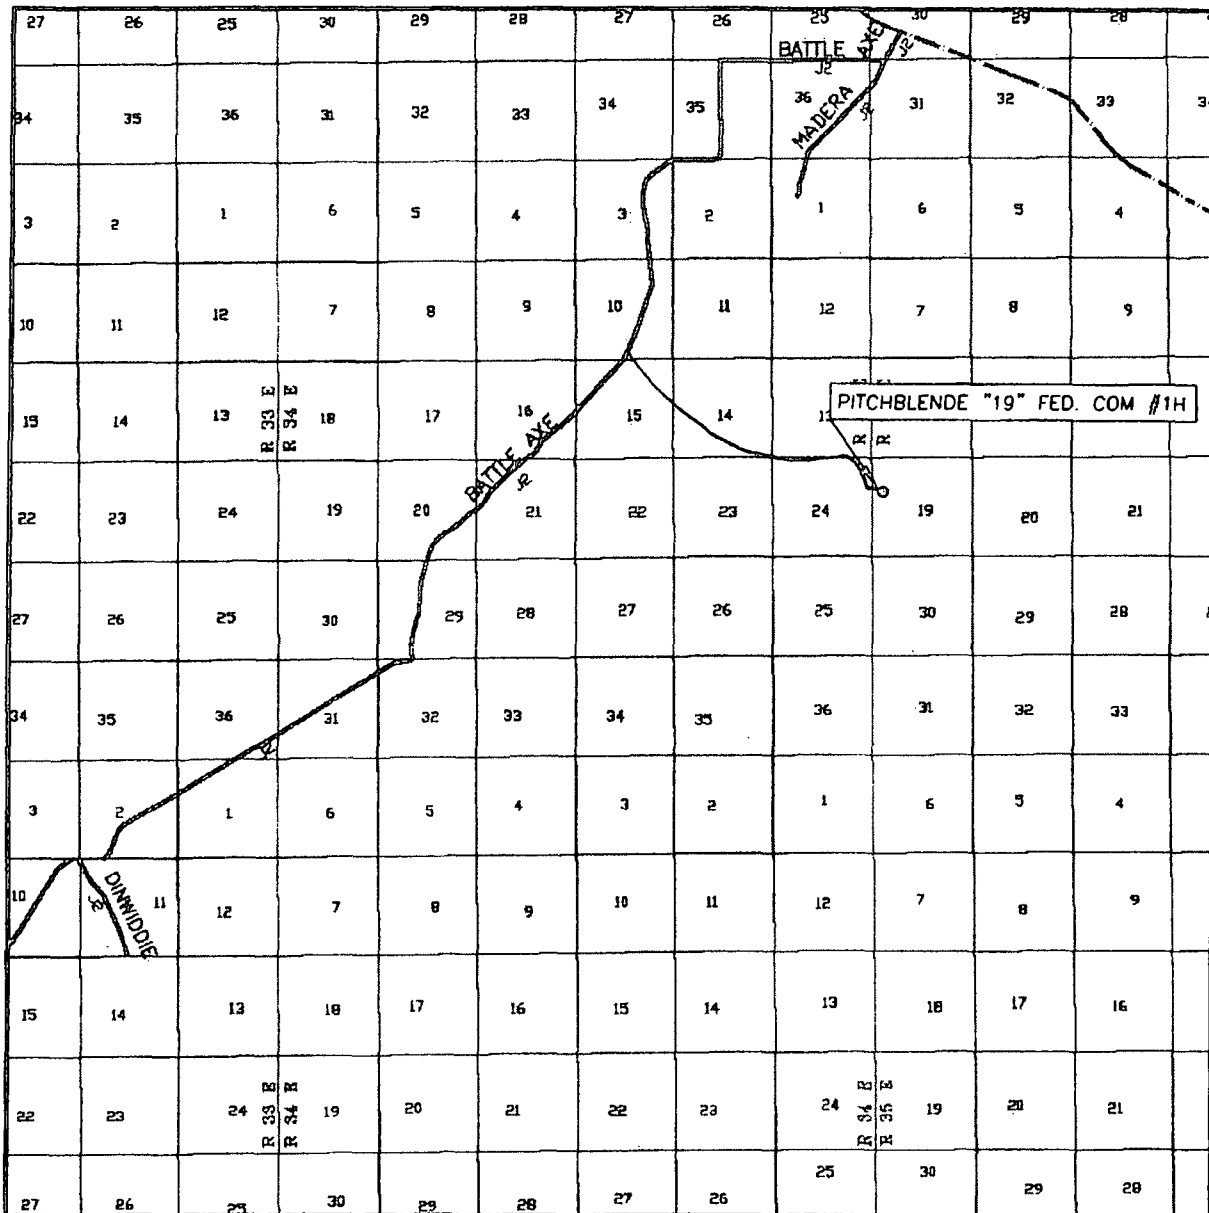 27 26 25 30 29 28 27 26 25 30 29 28
BATTLE AXE
J2
J2
34 35 36 31 32 33 34 35 36 31 32 33
MADERA
J2
3 2 1 6 5 4 3 2 1 6 5 4
10 11 12 7 8 9 10 11 12 7 8 9
R 33 E
R 34 E
PITCHBLENDE "19" FED. COM #1H
15 14 13 18 17 16 15 14
R R
BATTLE AXE
J2
22 23 24 19 20 21 22 23 24 19 20 21
27 26 25 30 29 28 27 26 25 30 29 28
34 35 36 31 32 33 34 35 36 31 32 33
3 2 1 6 5 4 3 2 1 6 5 4
DINWIDDIE
J2
10 11 12 7 8 9 10 11 12 7 8 9
15 14 13 18 17 16 15 14 13 18 17 16
R 33 E
R 34 E
R 34 E
R 35 E
22 23 24 19 20 21 22 23 24 19 20 21
27 26 25 30 29 28 27 26 25 30 29 28